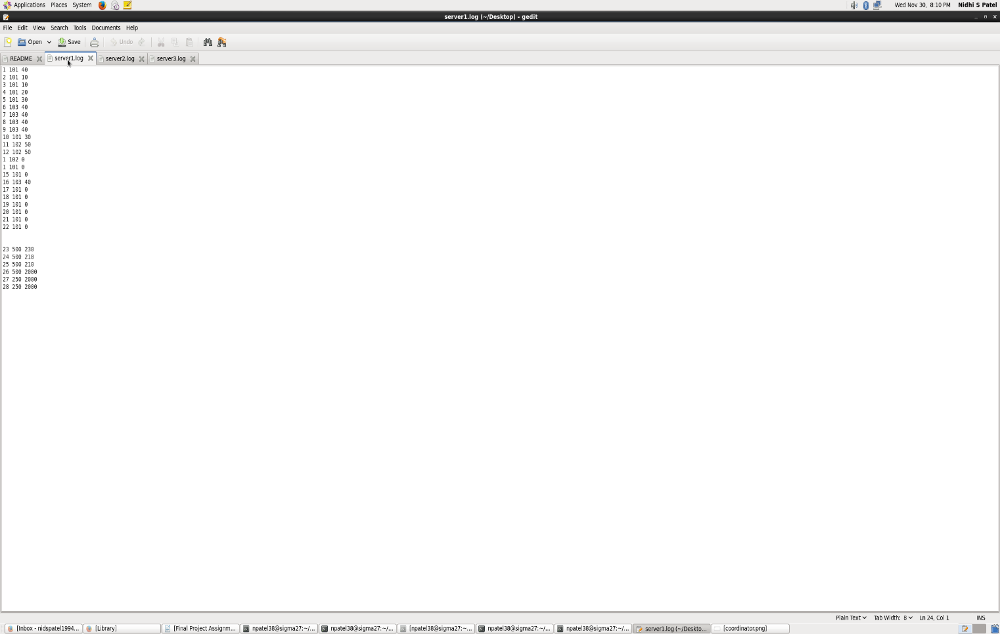 Applications Places System Wed Nov 30, 8:10 PM Nidhi S Patel
server1.log (~/Desktop) - gedit
File Edit View Search Tools Documents Help
Open Save Undo
README server1.log server2.log server3.log
1 101 40
2 101 10
3 101 10
4 101 20
5 101 30
6 103 40
7 103 40
8 103 40
9 103 40
10 101 30
11 102 50
12 102 50
1 102 0
1 101 0
15 101 0
16 103 40
17 101 0
18 101 0
19 101 0
20 101 0
21 101 0
22 101 0
23 500 230
24 500 210
25 500 210
26 500 2000
27 250 2000
28 250 2000
Plain Text Tab Width: 8 Ln 24, Col 1 INS
[Inbox - nidspatel1994... [Library] [Final Project Assignm... npatel38@sigma27:~/... npatel38@sigma27:~/... [npatel38@sigma27:~... npatel38@sigma27:~/... npatel38@sigma27:~/... server1.log (~/Deskto... [coordinator.png]